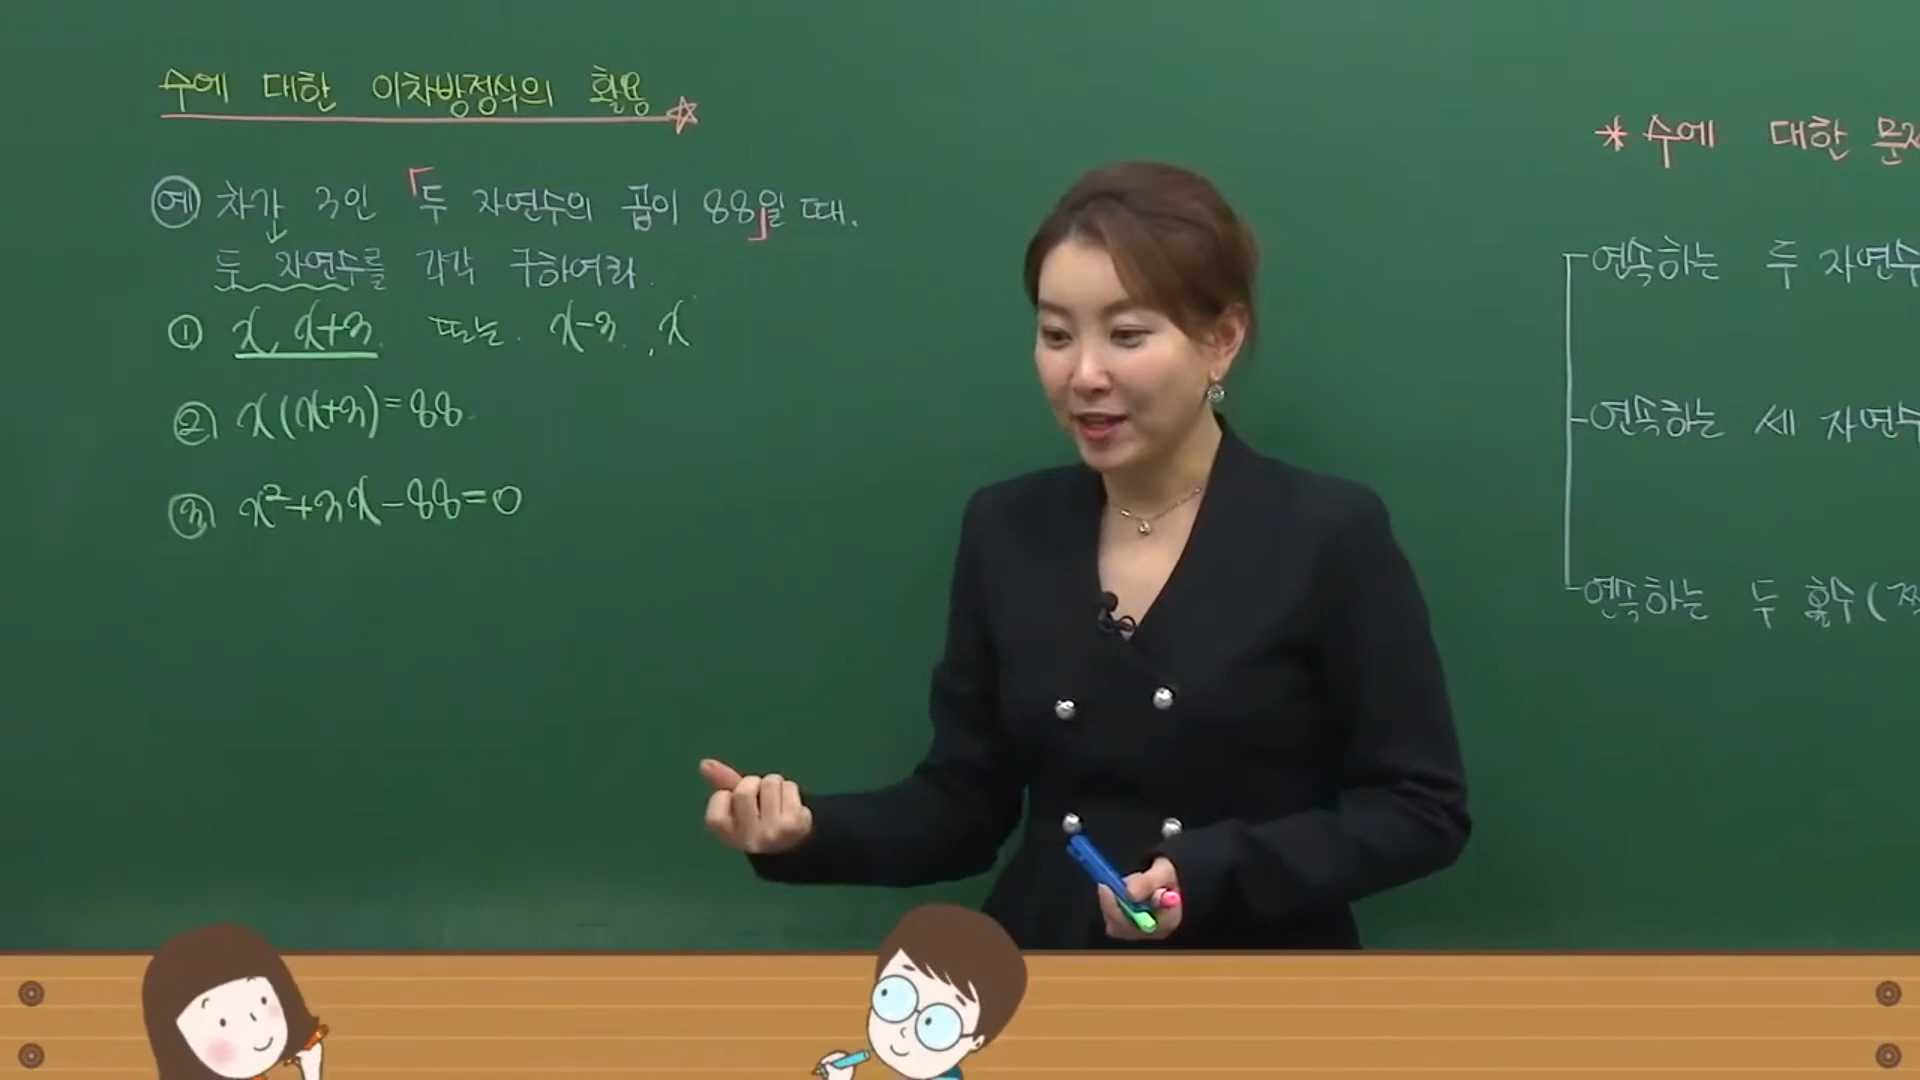 수에 대한 이차방정식의 활용
예 차가 3인 「두 자연수의 곱이 88일」 때.
두 자연수를 각각 구하여라.
① x, x+3 또는. x-3, x
② x(x+3)=88
③ x²+3x-88=0
* 수에 대한
연속하는 두 자연수
연속하는 세 자연수
연속하는 두 홀수(